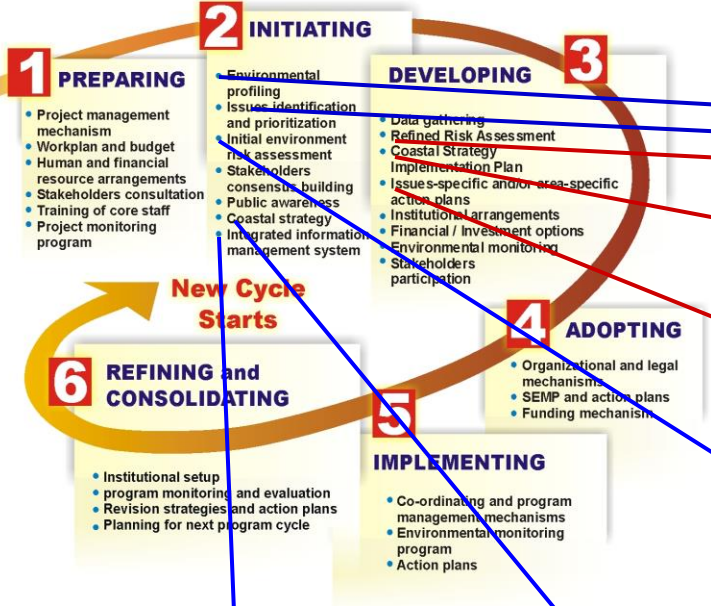 1
PREPARING
Project management
mechanism
Workplan and budget
Human and financial
resource arrangements
Stakeholders consultation
Training of core staff
Project monitoring
program
2
INITIATING
Environmental
profiling
Issues identification
and prioritization
Initial environment
risk assessment
Stakeholders
consensus building
Public awareness
Coastal strategy
Integrated information
management system
3
DEVELOPING
Data gathering
Refined Risk Assessment
Coastal Strategy
Implementation Plan
Issues-specific and/or area-specific
action plans
Institutional arrangements
Financial / Investment options
Environmental monitoring
Stakeholders
participation
New Cycle
Starts
4
ADOPTING
Organizational and legal
mechanisms
SEMP and action plans
Funding mechanism
5
IMPLEMENTING
Co-ordinating and program
management mechanisms
Environmental monitoring
program
Action plans
6
REFINING and
CONSOLIDATING
Institutional setup
program monitoring and evaluation
Revision strategies and action plans
Planning for next program cycle